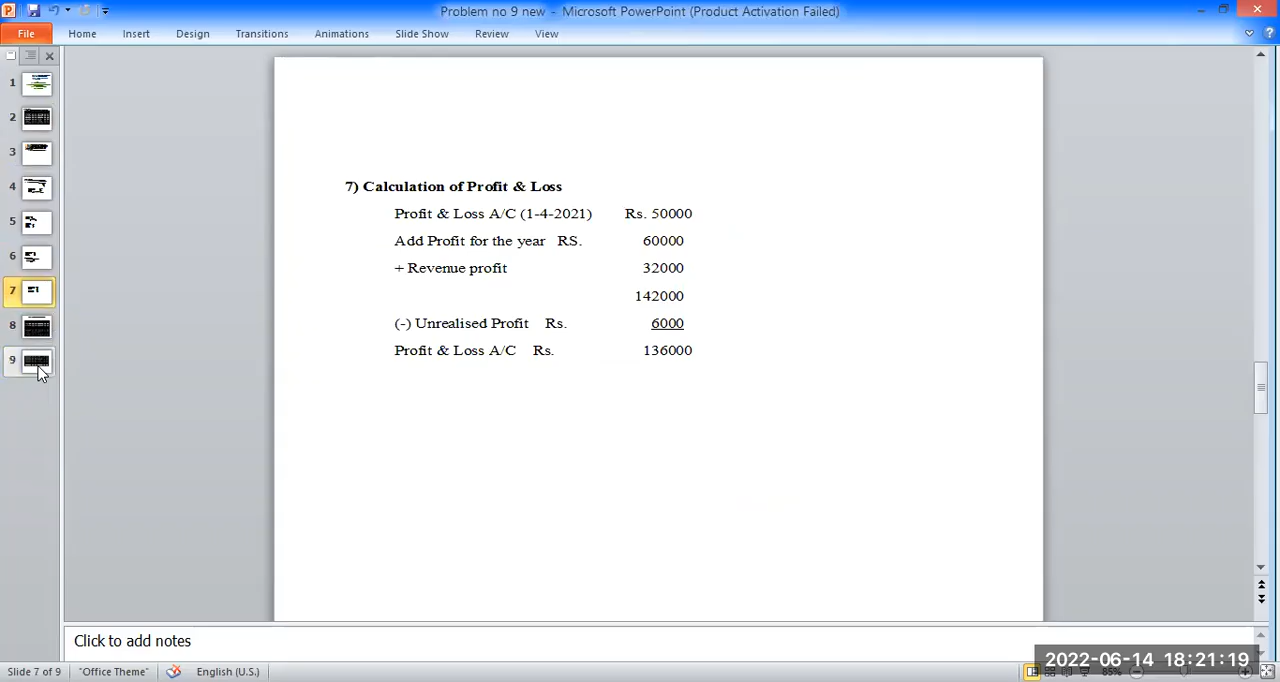 Problem no 9 new - Microsoft PowerPoint (Product Activation Failed)
File Home Insert Design Transitions Animations Slide Show Review View
1
2
3
4
5
6
7
8
9
7) Calculation of Profit & Loss
Profit & Loss A/C (1-4-2021) Rs. 50000
Add Profit for the year RS. 60000
+ Revenue profit 32000
142000
(-) Unrealised Profit Rs. 6000
Profit & Loss A/C Rs. 136000
Click to add notes
2022-06-14 18:21:19
Slide 7 of 9 "Office Theme" English (U.S.) 85%